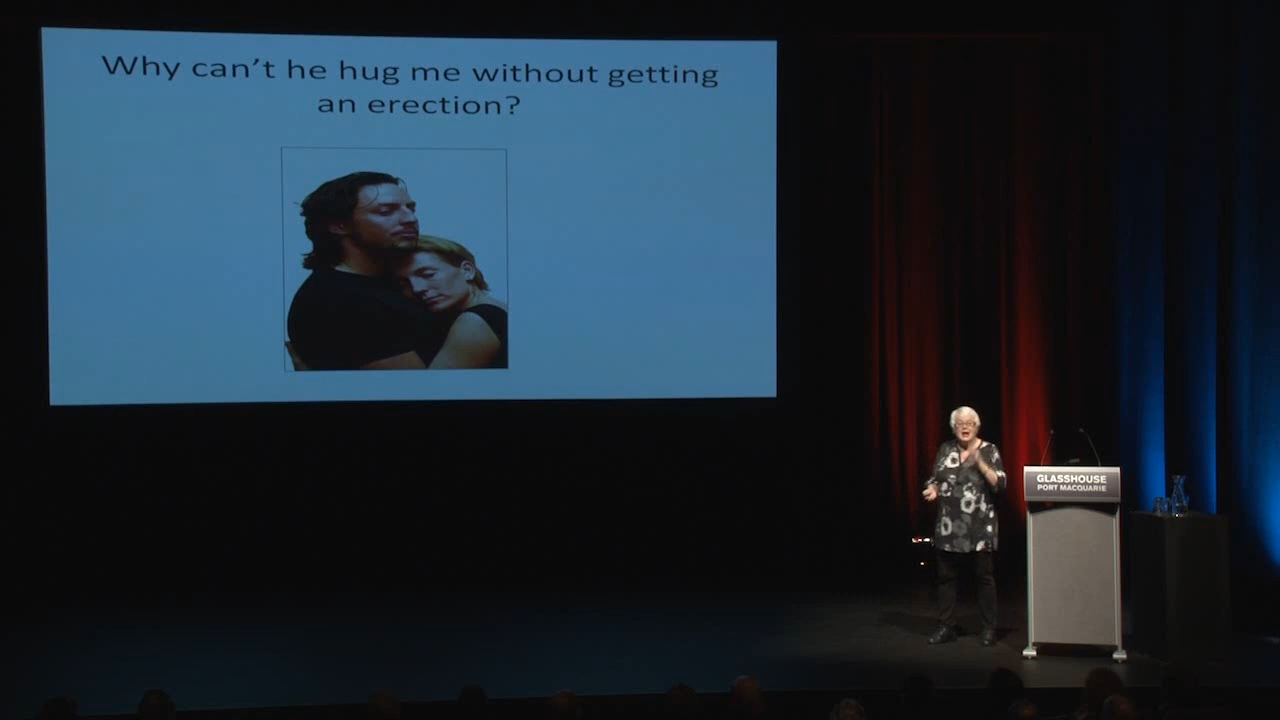 Why can't he hug me without getting
an erection?
GLASSHOUSE
PORT MACQUARIE